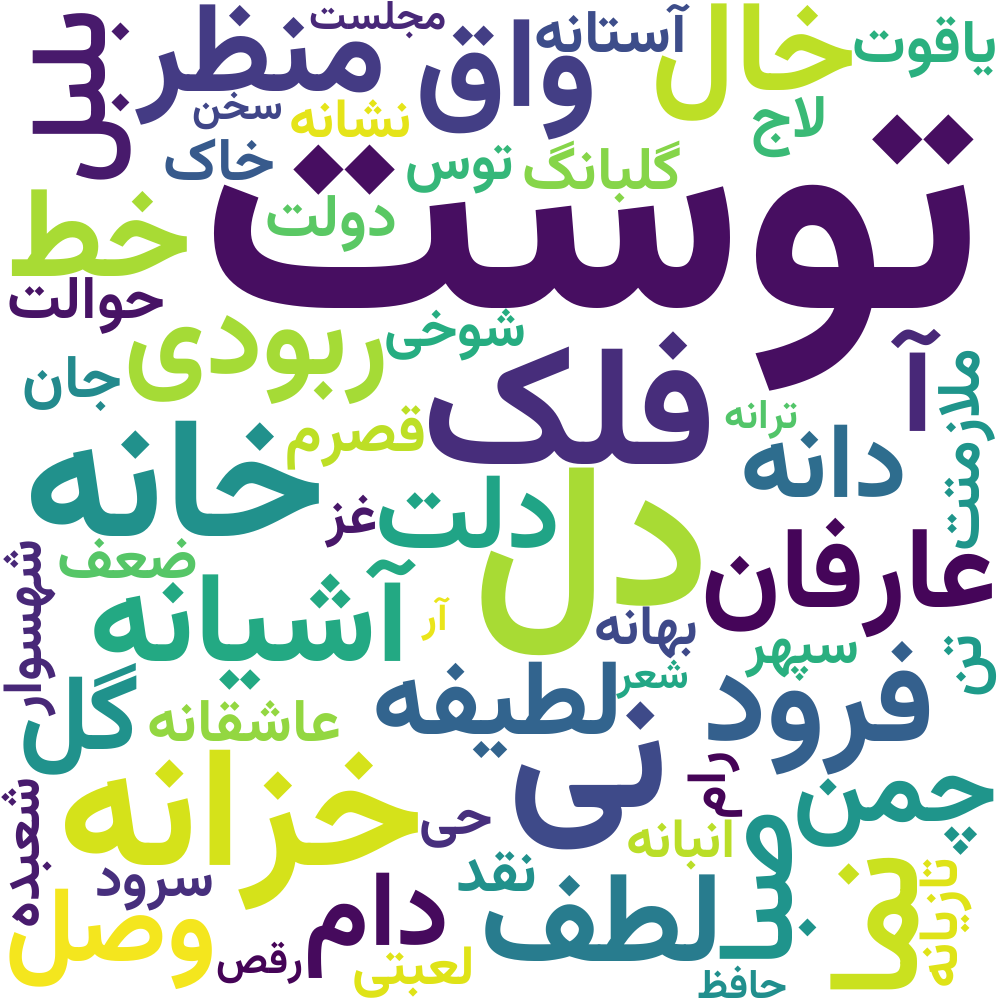 مجلست
یاقوت
آستانه
خال
واق
منظر
بلبل
سخن
نشانه
لاج
خاک
توس
گلبانگ
توست
دولت
خط
حوالت
ربودی
شوخی
آ
ملازمتت
جان
فلک
ترانه
قصرم
دانه
خانه
دلت
غز
دل
عارفان
ضعف
شهسوار
آشیانه
آر
بهانه
سپهر
تن
شعر
لطیفه
فرود
گل
عاشقانه
نی
رام
چمن
خزانه
حی
انبانه
صبا
شعبده
سرود
نقد
نما
تازیانه
وصل
دام
لطف
رقص
لعبتی
حافظ